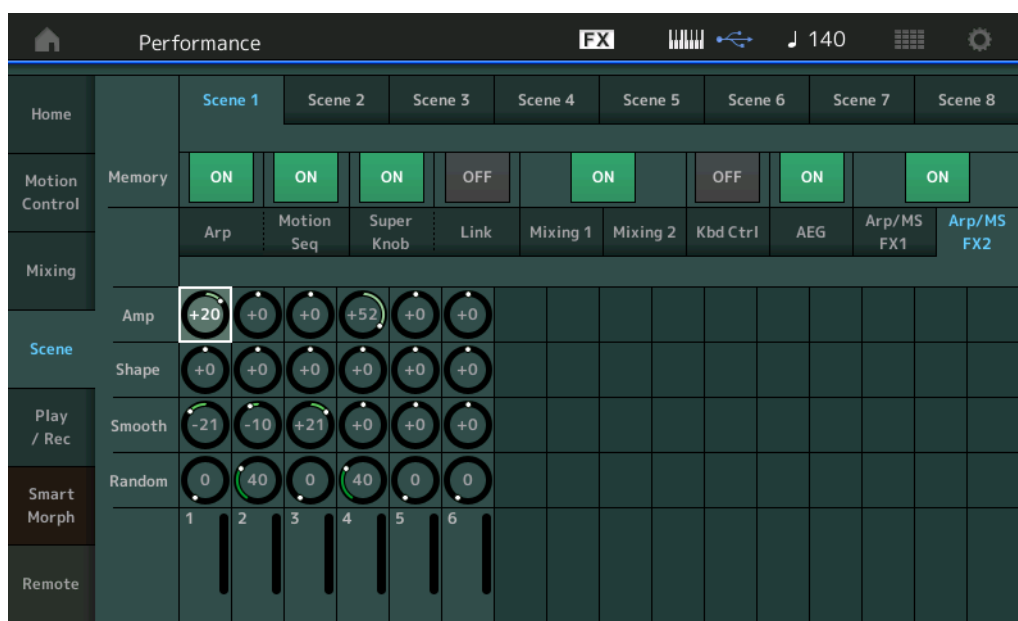 Performance FX 140
Home
Motion
Control
Mixing
Scene
Play
/ Rec
Smart
Morph
Remote
Scene 1 Scene 2 Scene 3 Scene 4 Scene 5 Scene 6 Scene 7 Scene 8
Memory ON ON ON OFF ON OFF ON ON
Arp
Motion
Seq
Super
Knob
Link
Mixing 1
Mixing 2
Kbd Ctrl
AEG
Arp/MS
FX1
Arp/MS
FX2
Amp +20 +0 +0 +52 +0 +0
Shape +0 +0 +0 +0 +0 +0
Smooth -21 -10 +21 +0 +0 +0
Random 0 40 0 40 0 0
1 2 3 4 5 6